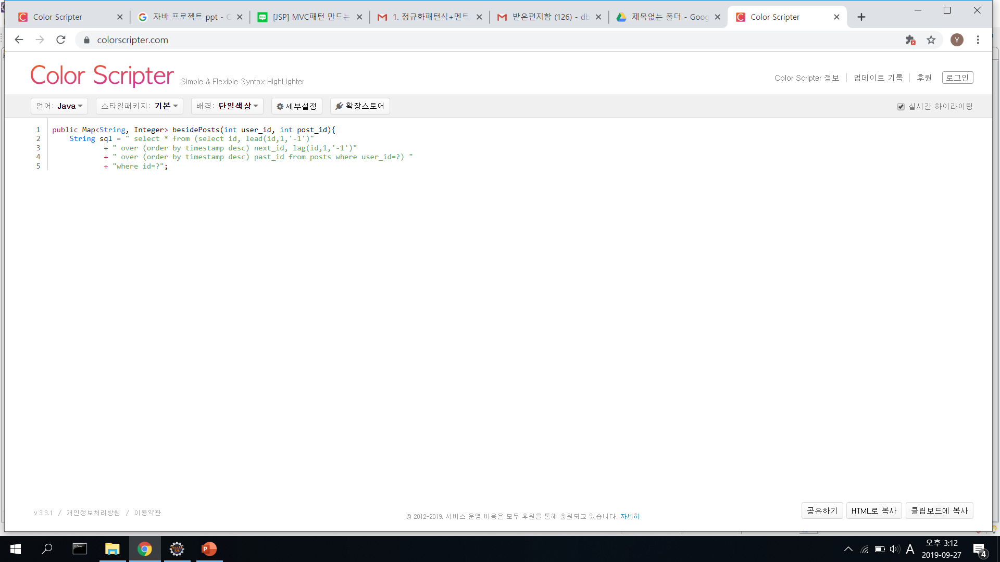 Color Scripter
자바 프로젝트 ppt - G
[JSP] MVC패턴 만드는
1. 정규화패턴식+멘트
받은편지함 (126) - db
제목없는 폴더 - Goog
Color Scripter
colorscripter.com
Y
Color Scripter
Simple & Flexible Syntax HighLighter
Color Scripter 정보
업데이트 기록
후원
로그인
언어: Java
스타일패키지: 기본
배경: 단일색상
세부설정
확장스토어
실시간 하이라이팅
1 public Map<String, Integer> besidePosts(int user_id, int post_id){
2 String sql = " select * from (select id, lead(id,1,'-1')"
3 + " over (order by timestamp desc) next_id, lag(id,1,'-1')"
4 + " over (order by timestamp desc) past_id from posts where user_id=?) "
5 + "where id=?";
v 3.3.1 / 개인정보처리방침 / 이용약관
© 2012-2019. 서비스 운영 비용은 모두 후원을 통해 충원되고 있습니다. 자세히
공유하기
HTML로 복사
클립보드에 복사
A
오후 3:12
2019-09-27
4